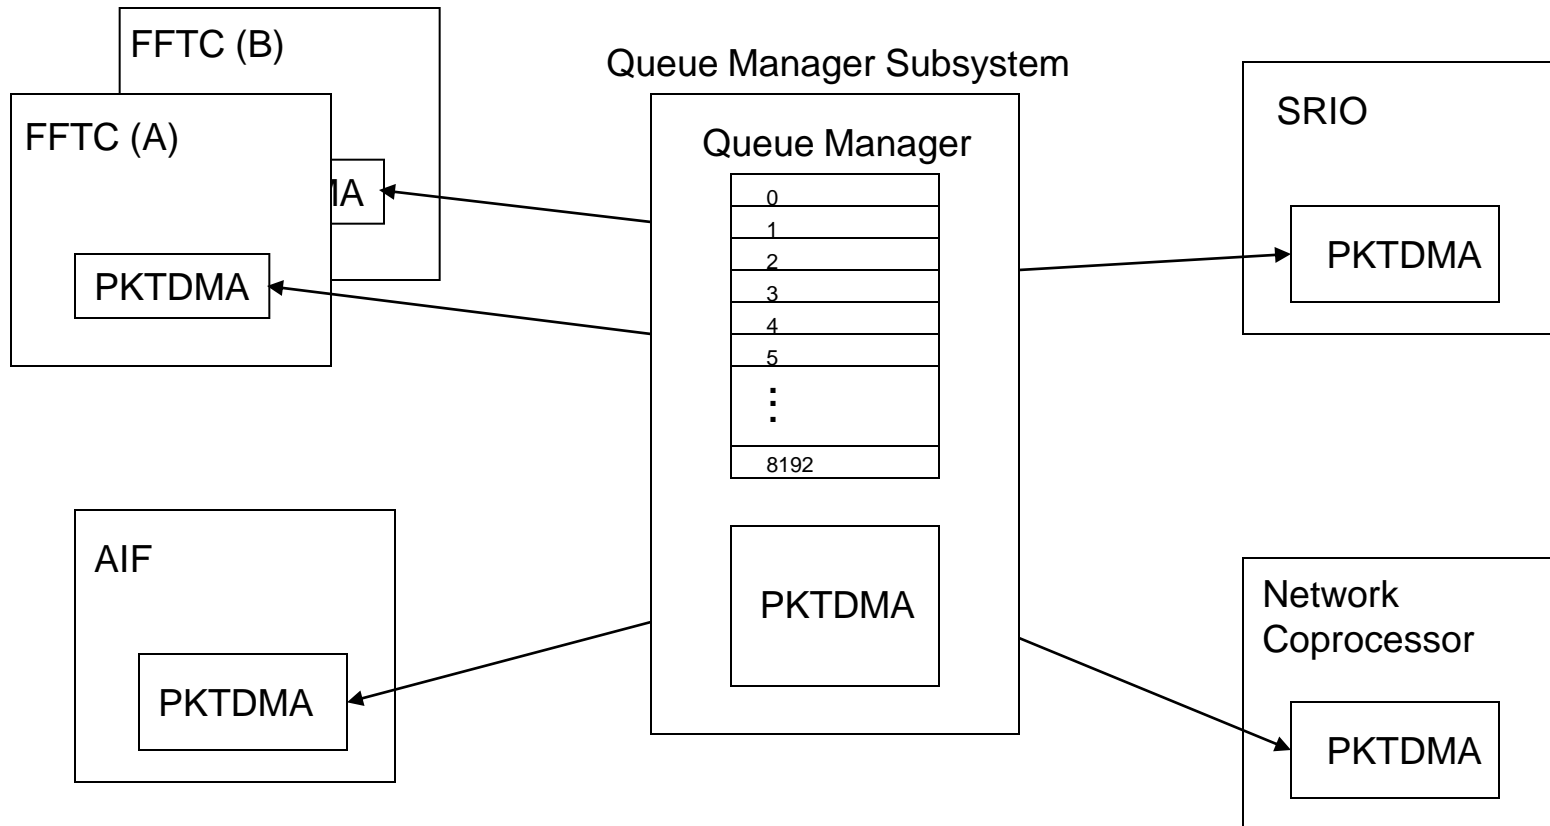 FFTC (B)
FFTC (A)
MA
PKTDMA
Queue Manager Subsystem
Queue Manager
0
1
2
3
4
5
⋮
8192
PKTDMA
SRIO
PKTDMA
AIF
PKTDMA
Network
Coprocessor
PKTDMA